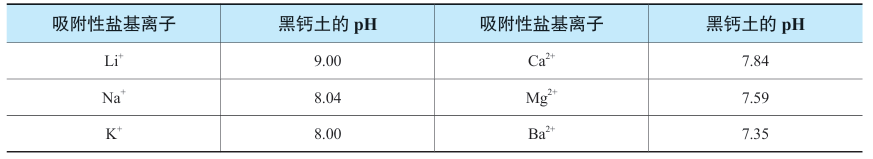 吸附性盐基离子 黑钙土的 pH 吸附性盐基离子 黑钙土的 pH
Li⁺ 9.00 Ca²⁺ 7.84
Na⁺ 8.04 Mg²⁺ 7.59
K⁺ 8.00 Ba²⁺ 7.35